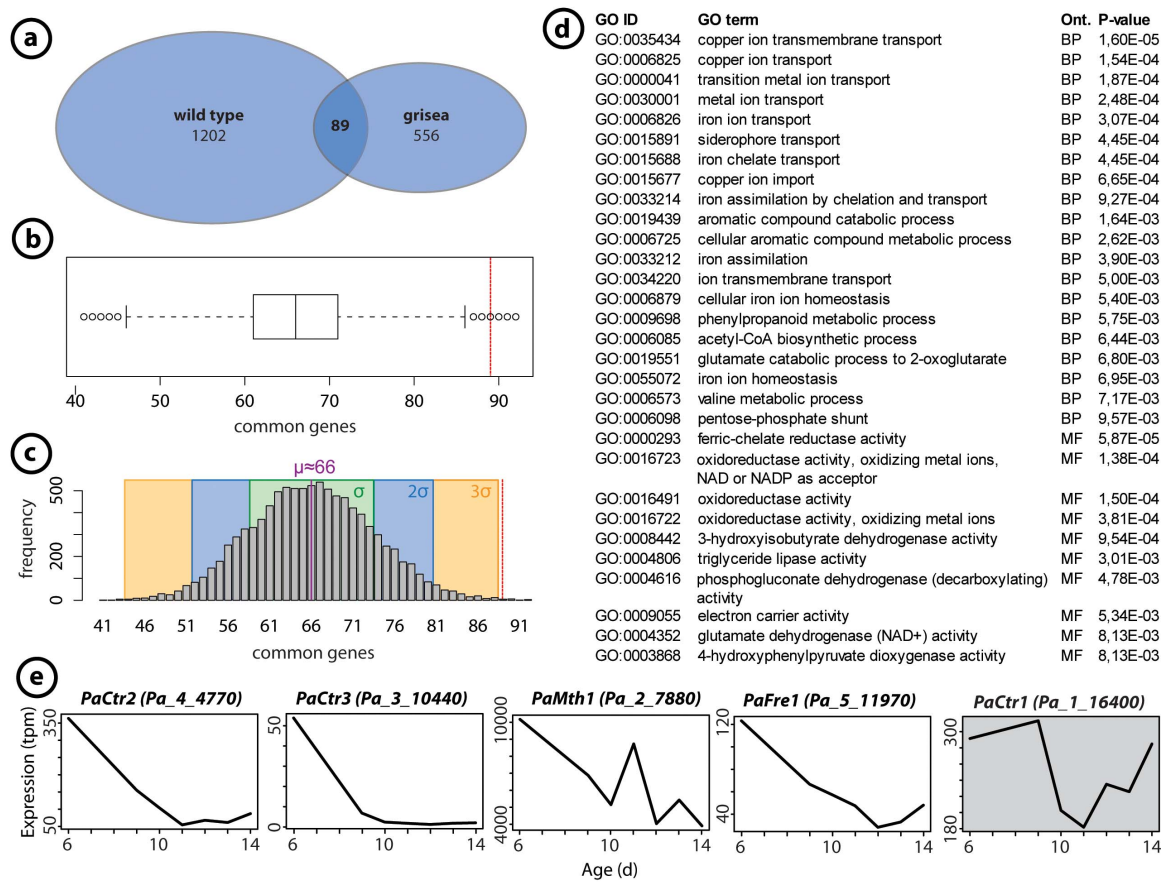 a
wild type
1202
89
grisea
556
b
40 50 60 70 80 90
common genes
c
μ≈66
σ 2σ 3σ
frequency
0 200 500
41 46 51 56 61 66 71 76 81 86 91
common genes
d
GO ID GO term Ont. P-value
GO:0035434 copper ion transmembrane transport BP 1,60E-05
GO:0006825 copper ion transport BP 1,54E-04
GO:0000041 transition metal ion transport BP 1,87E-04
GO:0030001 metal ion transport BP 2,48E-04
GO:0006826 iron ion transport BP 3,07E-04
GO:0015891 siderophore transport BP 4,45E-04
GO:0015688 iron chelate transport BP 4,45E-04
GO:0015677 copper ion import BP 6,65E-04
GO:0033214 iron assimilation by chelation and transport BP 9,27E-04
GO:0019439 aromatic compound catabolic process BP 1,64E-03
GO:0006725 cellular aromatic compound metabolic process BP 2,62E-03
GO:0033212 iron assimilation BP 3,90E-03
GO:0034220 ion transmembrane transport BP 5,00E-03
GO:0006879 cellular iron ion homeostasis BP 5,40E-03
GO:0009698 phenylpropanoid metabolic process BP 5,75E-03
GO:0006085 acetyl-CoA biosynthetic process BP 6,44E-03
GO:0019551 glutamate catabolic process to 2-oxoglutarate BP 6,80E-03
GO:0055072 iron ion homeostasis BP 6,95E-03
GO:0006573 valine metabolic process BP 7,17E-03
GO:0006098 pentose-phosphate shunt BP 9,57E-03
GO:0000293 ferric-chelate reductase activity MF 5,87E-05
GO:0016723 oxidoreductase activity, oxidizing metal ions, MF 1,38E-04
NAD or NADP as acceptor
GO:0016491 oxidoreductase activity MF 1,50E-04
GO:0016722 oxidoreductase activity, oxidizing metal ions MF 3,81E-04
GO:0008442 3-hydroxyisobutyrate dehydrogenase activity MF 9,54E-04
GO:0004806 triglyceride lipase activity MF 3,01E-03
GO:0004616 phosphogluconate dehydrogenase (decarboxylating) MF 4,78E-03
activity
GO:0009055 electron carrier activity MF 5,34E-03
GO:0004352 glutamate dehydrogenase (NAD+) activity MF 8,13E-03
GO:0003868 4-hydroxyphenylpyruvate dioxygenase activity MF 8,13E-03
e
PaCtr2 (Pa_4_4770) PaCtr3 (Pa_3_10440) PaMth1 (Pa_2_7880) PaFre1 (Pa_5_11970) PaCtr1 (Pa_1_16400)
Expression (tpm)
50 350
0 50
4000 10000
40 120
180 300
6 10 14 6 10 14 6 10 14 6 10 14 6 10 14
Age (d)